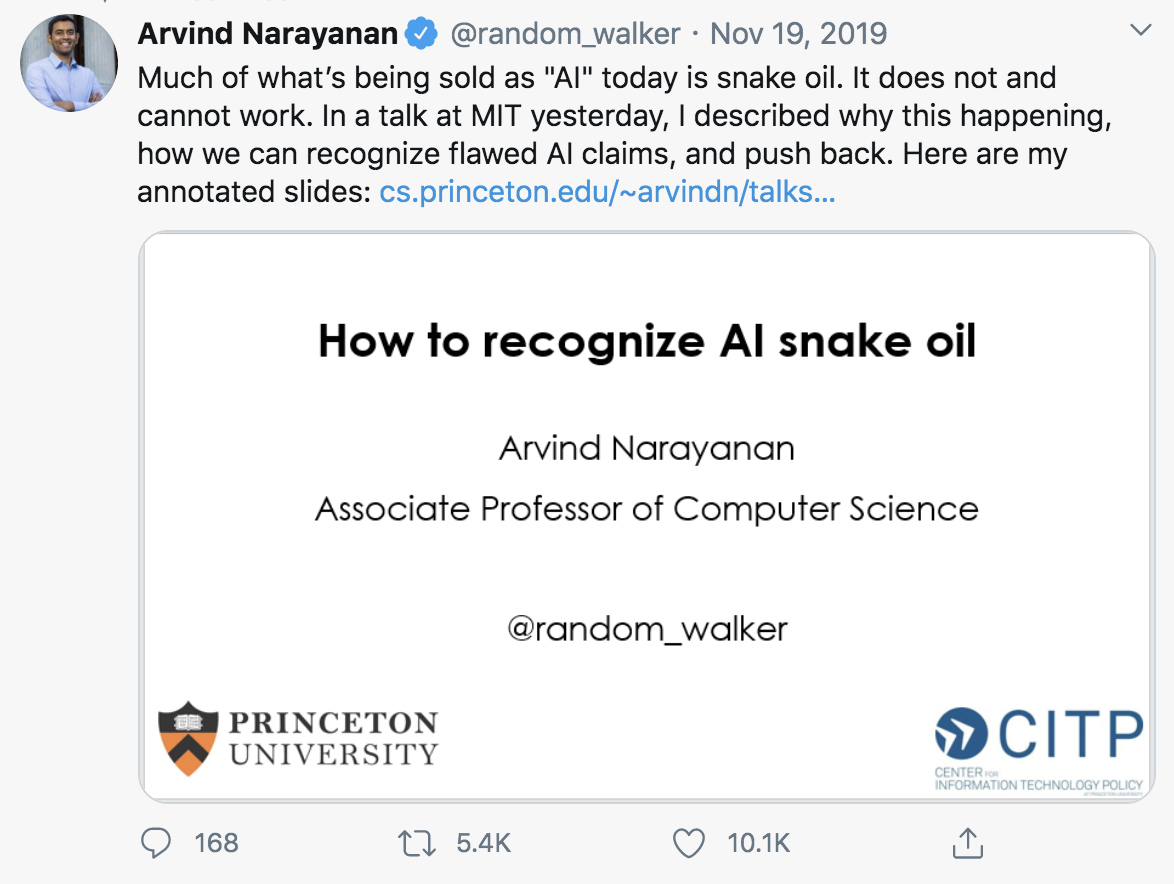 Arvind Narayanan @random_walker · Nov 19, 2019
Much of what’s being sold as "AI" today is snake oil. It does not and
cannot work. In a talk at MIT yesterday, I described why this happening,
how we can recognize flawed AI claims, and push back. Here are my
annotated slides: cs.princeton.edu/~arvindn/talks...
How to recognize AI snake oil
Arvind Narayanan
Associate Professor of Computer Science
@random_walker
PRINCETON
UNIVERSITY
CITP
CENTER FOR
INFORMATION TECHNOLOGY POLICY
168 5.4K 10.1K